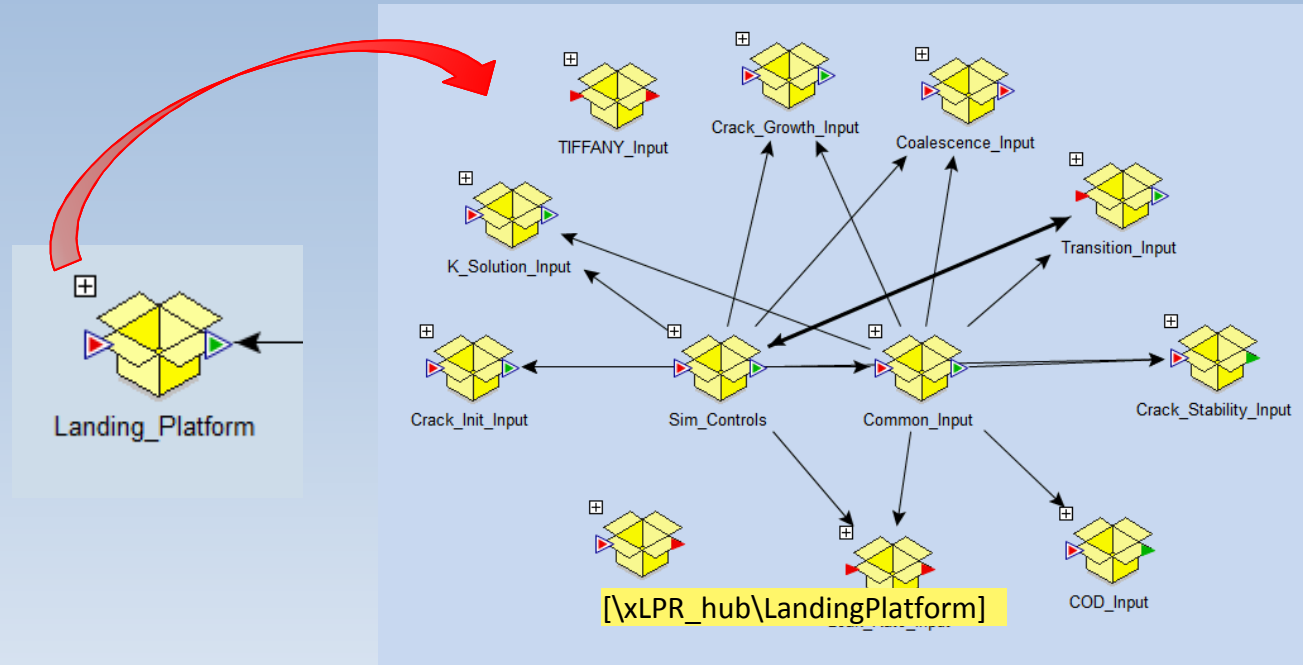 TIFFANY_Input
Crack_Growth_Input
Coalescence_Input
Transition_Input
K_Solution_Input
Landing_Platform
Crack_Init_Input
Sim_Controls
Common_Input
Crack_Stability_Input
[\xLPR_hub\LandingPlatform]
COD_Input